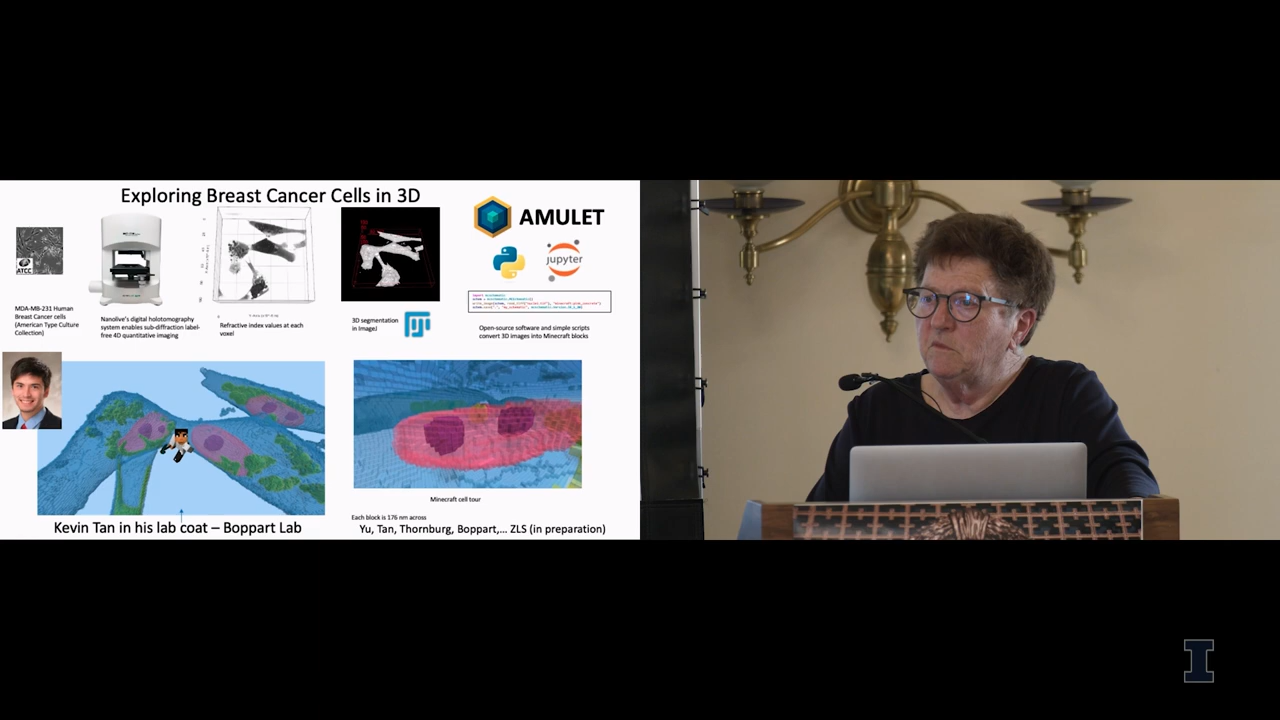 Exploring Breast Cancer Cells in 3D
AMULET
jupyter
ATCC
MDA-MB-231 Human
Breast Cancer cells
(American Type Culture
Collection)
Nanolive's digital holotomography
system enables sub-diffraction label-
free 4D quantitative imaging
Refractive index values at each
voxel
3D segmentation
in ImageJ
Open-source software and simple scripts
convert 3D images into Minecraft blocks
Minecraft cell tour
Each block is 176 nm across
Kevin Tan in his lab coat – Boppart Lab
Yu, Tan, Thornburg, Boppart,... ZLS (in preparation)
I